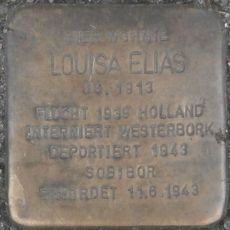 HIER WOHNTE
LOUISA ELIAS
JG. 1913
FLUCHT 1939 HOLLAND
INTERNIERT WESTERBORK
DEPORTIERT 1943
SOBIBOR
ERMORDET 11.6.1943